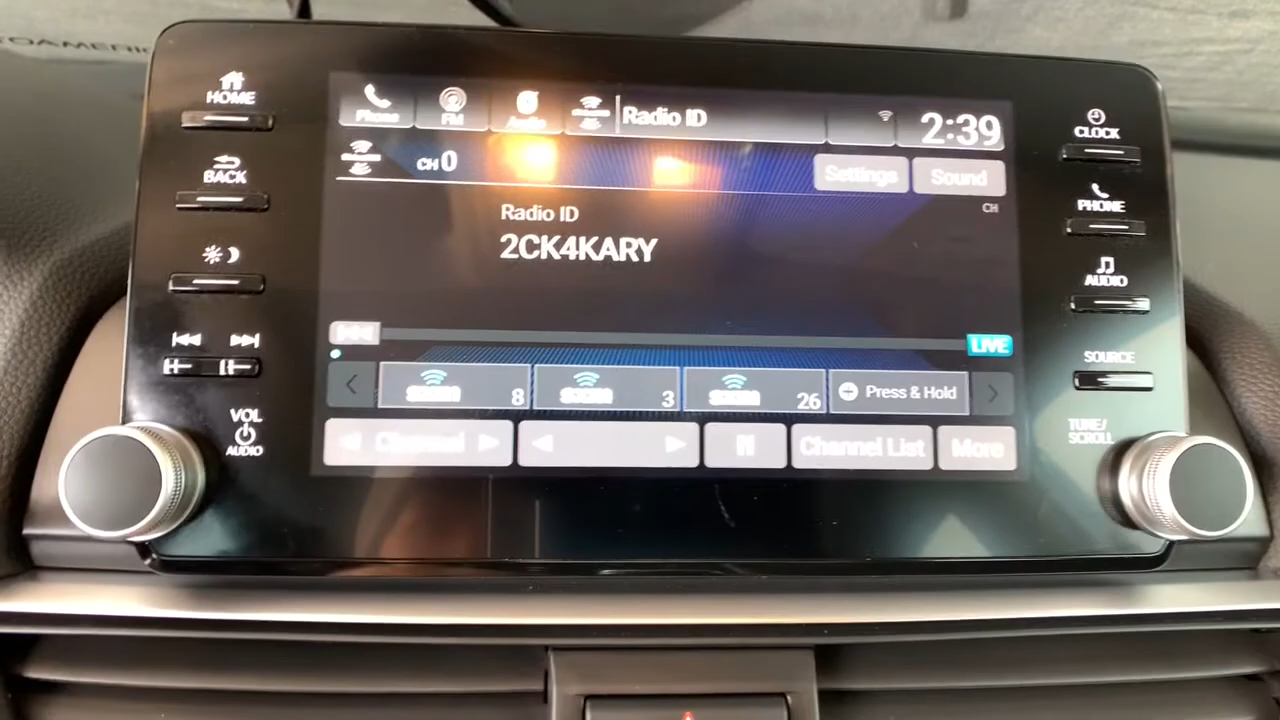 HOME
BACK
VOL
AUDIO
Phone
FM
Audio
Radio ID
2:39
CH 0
Settings
Sound
CH
Radio ID
2CK4KARY
LIVE
8
3
26
Press & Hold
Channel
Channel List
More
CLOCK
PHONE
AUDIO
SOURCE
TUNE/
SCROLL